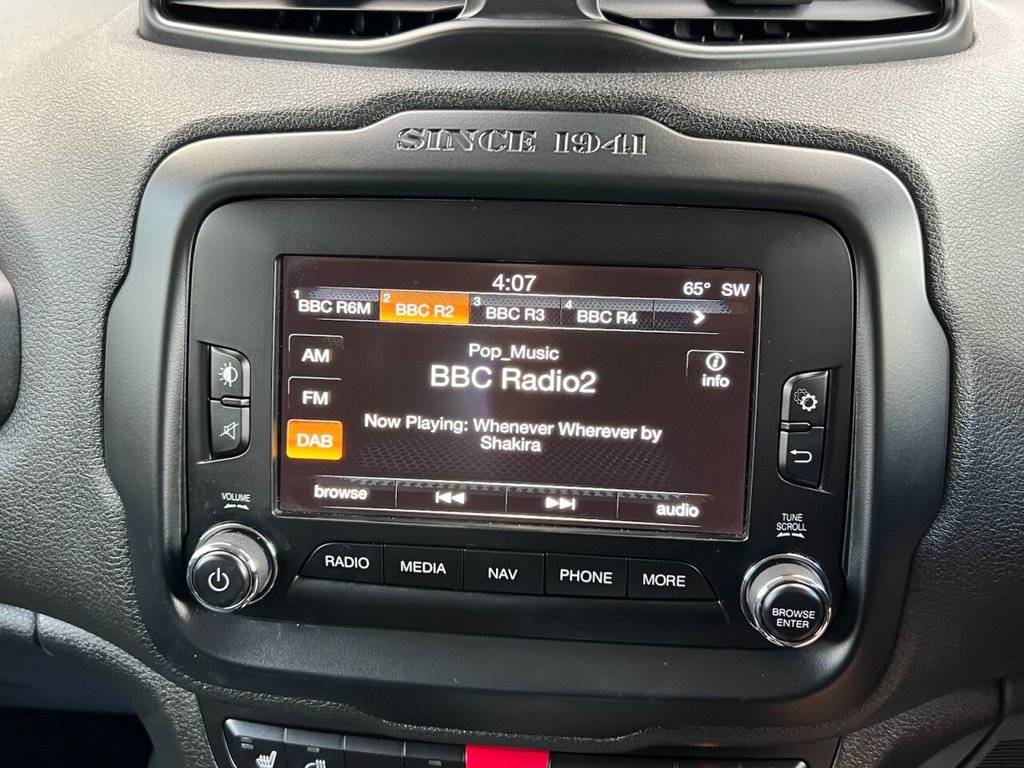 SINCE 1941
4:07
65° SW
1 BBC R6M 2 BBC R2 3 BBC R3 4 BBC R4 >
Pop_Music
BBC Radio2
i
info
AM
FM
DAB
Now Playing: Whenever Wherever by
Shakira
browse
audio
VOLUME
TUNE
SCROLL
RADIO MEDIA NAV PHONE MORE
BROWSE
ENTER